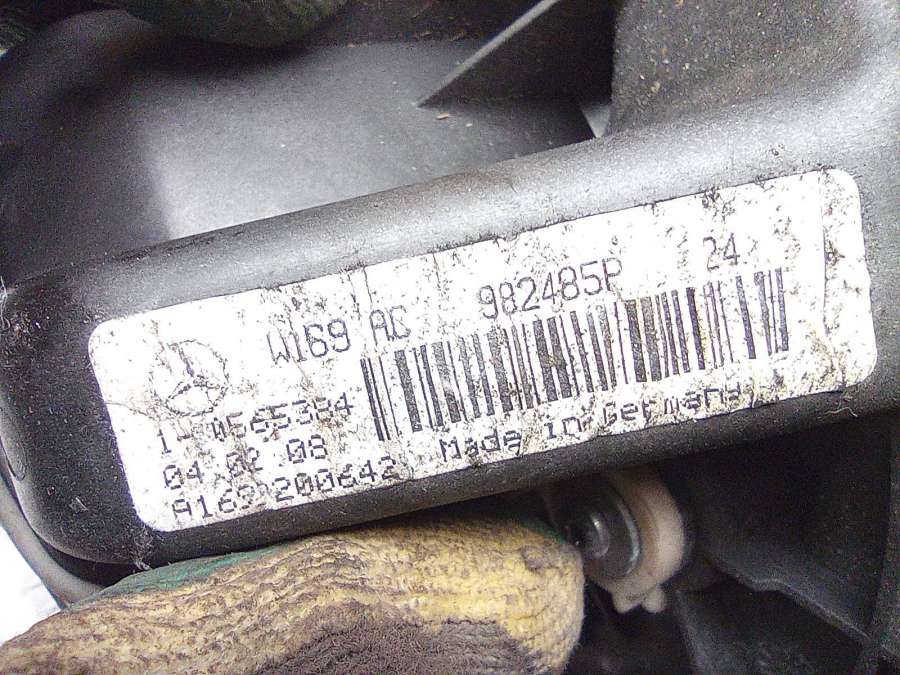 W169 AC 982485P 24
1- 0565384
04.02.08
A169 200642 Made in Germany